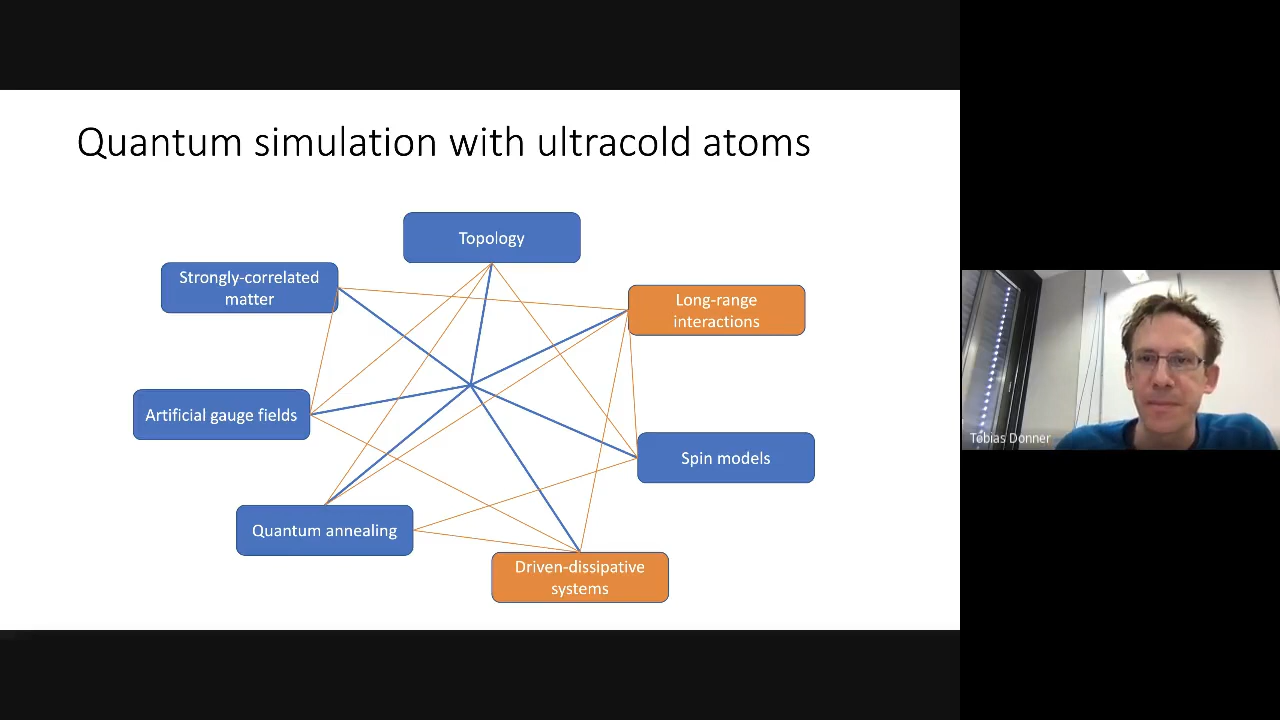 Quantum simulation with ultracold atoms
Topology
Strongly-correlated
matter
Long-range
interactions
Artificial gauge fields
Spin models
Quantum annealing
Driven-dissipative
systems
Tobias Donner